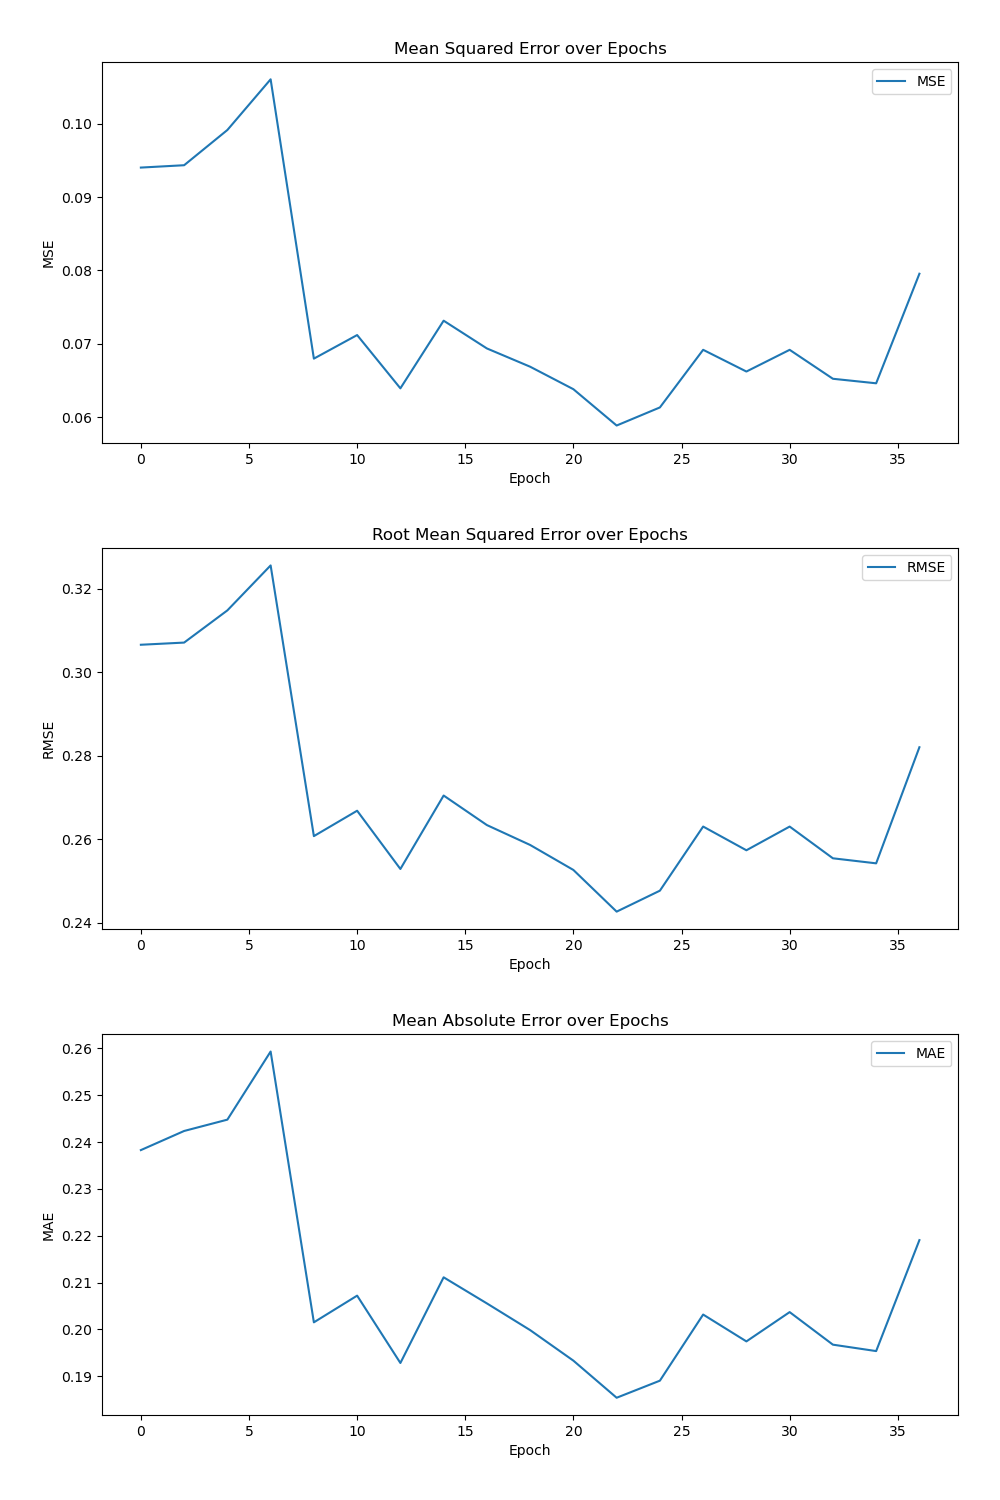 Mean Squared Error over Epochs
MSE
0.10
0.09
0.08
0.07
0.06
MSE
0 5 10 15 20 25 30 35
Epoch
Root Mean Squared Error over Epochs
RMSE
0.32
0.30
0.28
0.26
0.24
RMSE
0 5 10 15 20 25 30 35
Epoch
Mean Absolute Error over Epochs
MAE
0.26
0.25
0.24
0.23
0.22
0.21
0.20
0.19
MAE
0 5 10 15 20 25 30 35
Epoch